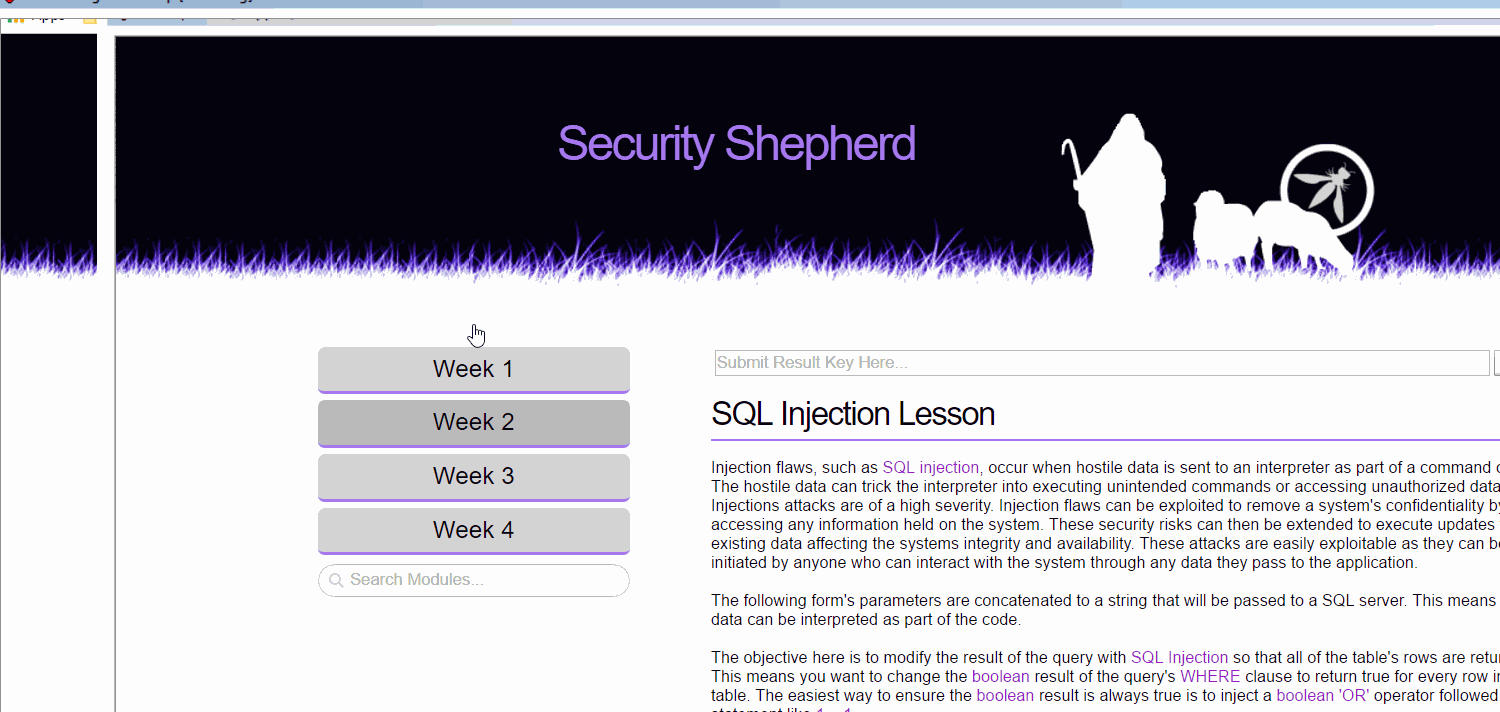 Security Shepherd
Week 1
Week 2
Week 3
Week 4
Search Modules...
Submit Result Key Here...
SQL Injection Lesson
Injection flaws, such as SQL injection, occur when hostile data is sent to an interpreter as part of a command
The hostile data can trick the interpreter into executing unintended commands or accessing unauthorized data
Injections attacks are of a high severity. Injection flaws can be exploited to remove a system's confidentiality by
accessing any information held on the system. These security risks can then be extended to execute updates
existing data affecting the systems integrity and availability. These attacks are easily exploitable as they can be
initiated by anyone who can interact with the system through any data they pass to the application.
The following form's parameters are concatenated to a string that will be passed to a SQL server. This means
data can be interpreted as part of the code.
The objective here is to modify the result of the query with SQL Injection so that all of the table's rows are
This means you want to change the boolean result of the query's WHERE clause to return true for every row
table. The easiest way to ensure the boolean result is always true is to inject a boolean 'OR' operator followed